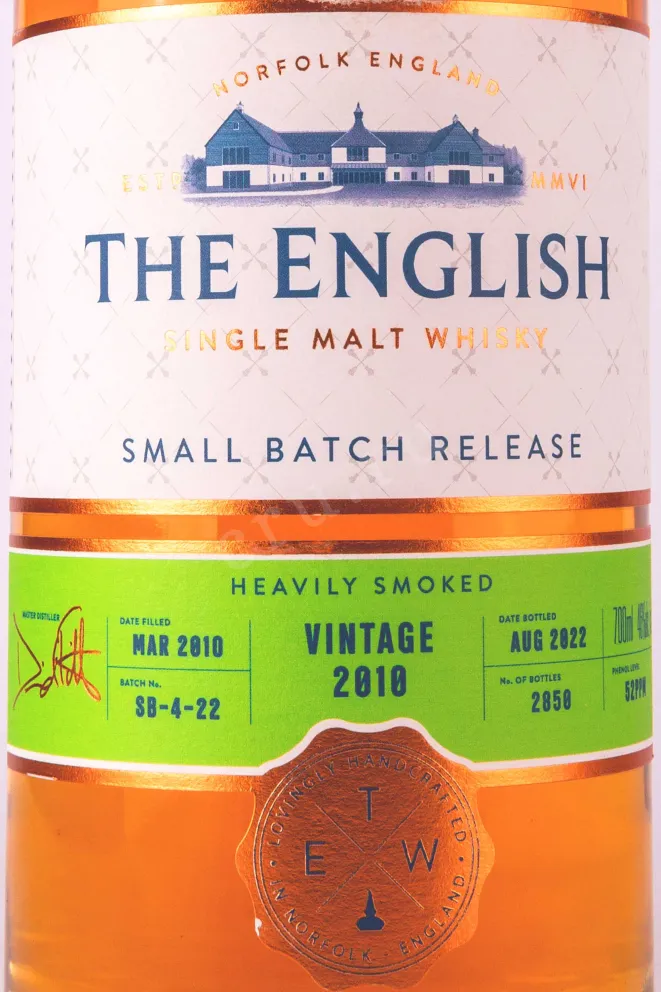 NORFOLK ENGLAND
ESTD MMVI
THE ENGLISH
SINGLE MALT WHISKY
SMALL BATCH RELEASE
HEAVILY SMOKED
MASTER DISTILLER
DATE FILLED
MAR 2010
BATCH No.
SB-4-22
VINTAGE
2010
DATE BOTTLED
AUG 2022
No. OF BOTTLES
2850
700ml
PHENOL LEVEL
52PPM
LOVINGLY HANDCRAFTED
T
E W
IN NORFOLK - ENGLAND